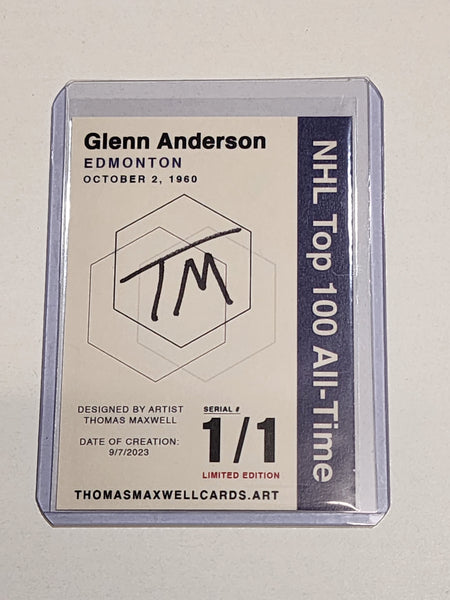 Glenn Anderson
EDMONTON
OCTOBER 2, 1960
TM
DESIGNED BY ARTIST
THOMAS MAXWELL
DATE OF CREATION:
9/7/2023
SERIAL #
1/1
LIMITED EDITION
THOMASMAXWELLCARDS.ART
NHL Top 100 All-Time